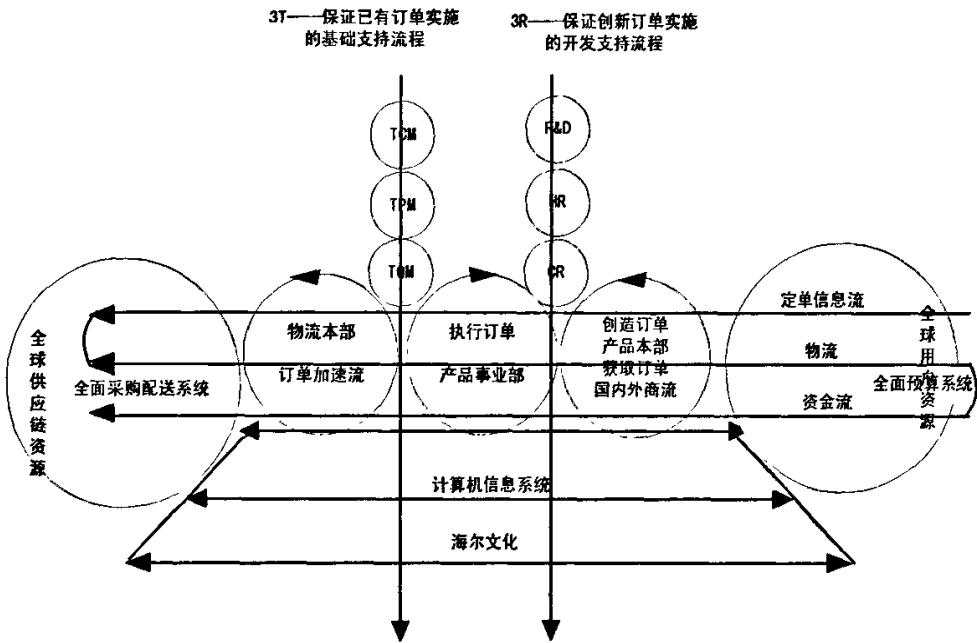 3T——保证已有订单实施
的基础支持流程
3R——保证创新订单实施
的开发支持流程
TCM
R&D
TPM
HR
TQM
CR
定单信息流
物流本部
执行订单
创造订单
产品本部
物流
获取订单
订单加速流
产品事业部
国内外商流
全面采购配送系统
全面预算系统
资金流
全球供应链资源
全球用户资源
计算机信息系统
海尔文化